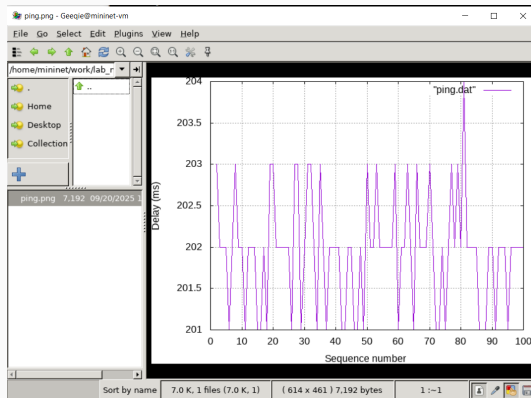 ping.png - Geeqie@mininet-vm
File Go Select Edit Plugins View Help
/home/mininet/work/lab_r
.
Home
Desktop
Collection
..
ping.png 7,192 09/20/2025 1
204
203.5
203
202.5
202
201.5
201
Delay (ms)
"ping.dat"
0 10 20 30 40 50 60 70 80 90 100
Sequence number
Sort by name 7.0 K, 1 files (7.0 K, 1) ( 614 x 461 ) 7,192 bytes 1 :~1